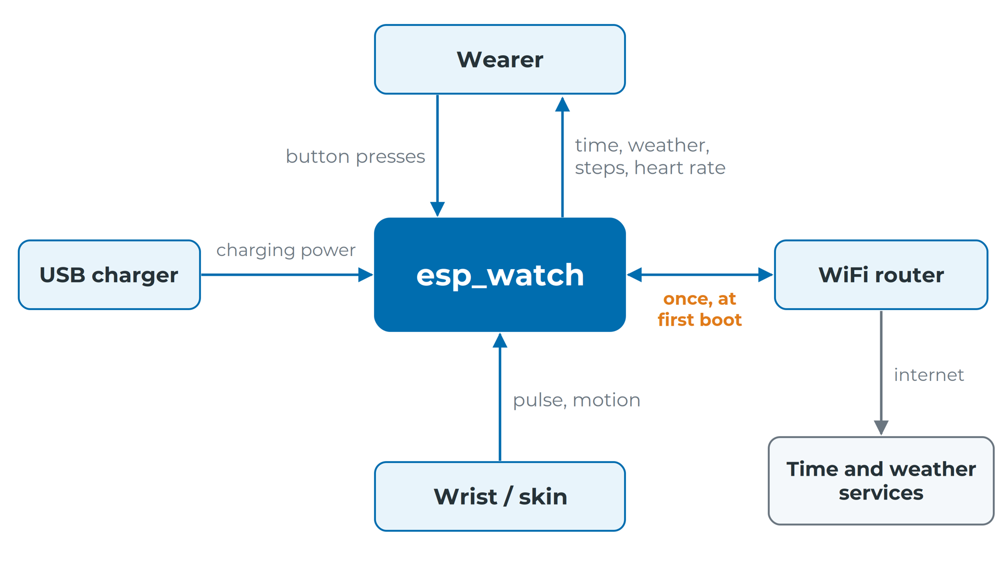 Wearer
button presses
time, weather,
steps, heart rate
USB charger
charging power
esp_watch
once, at
first boot
WiFi router
internet
pulse, motion
Wrist / skin
Time and weather
services